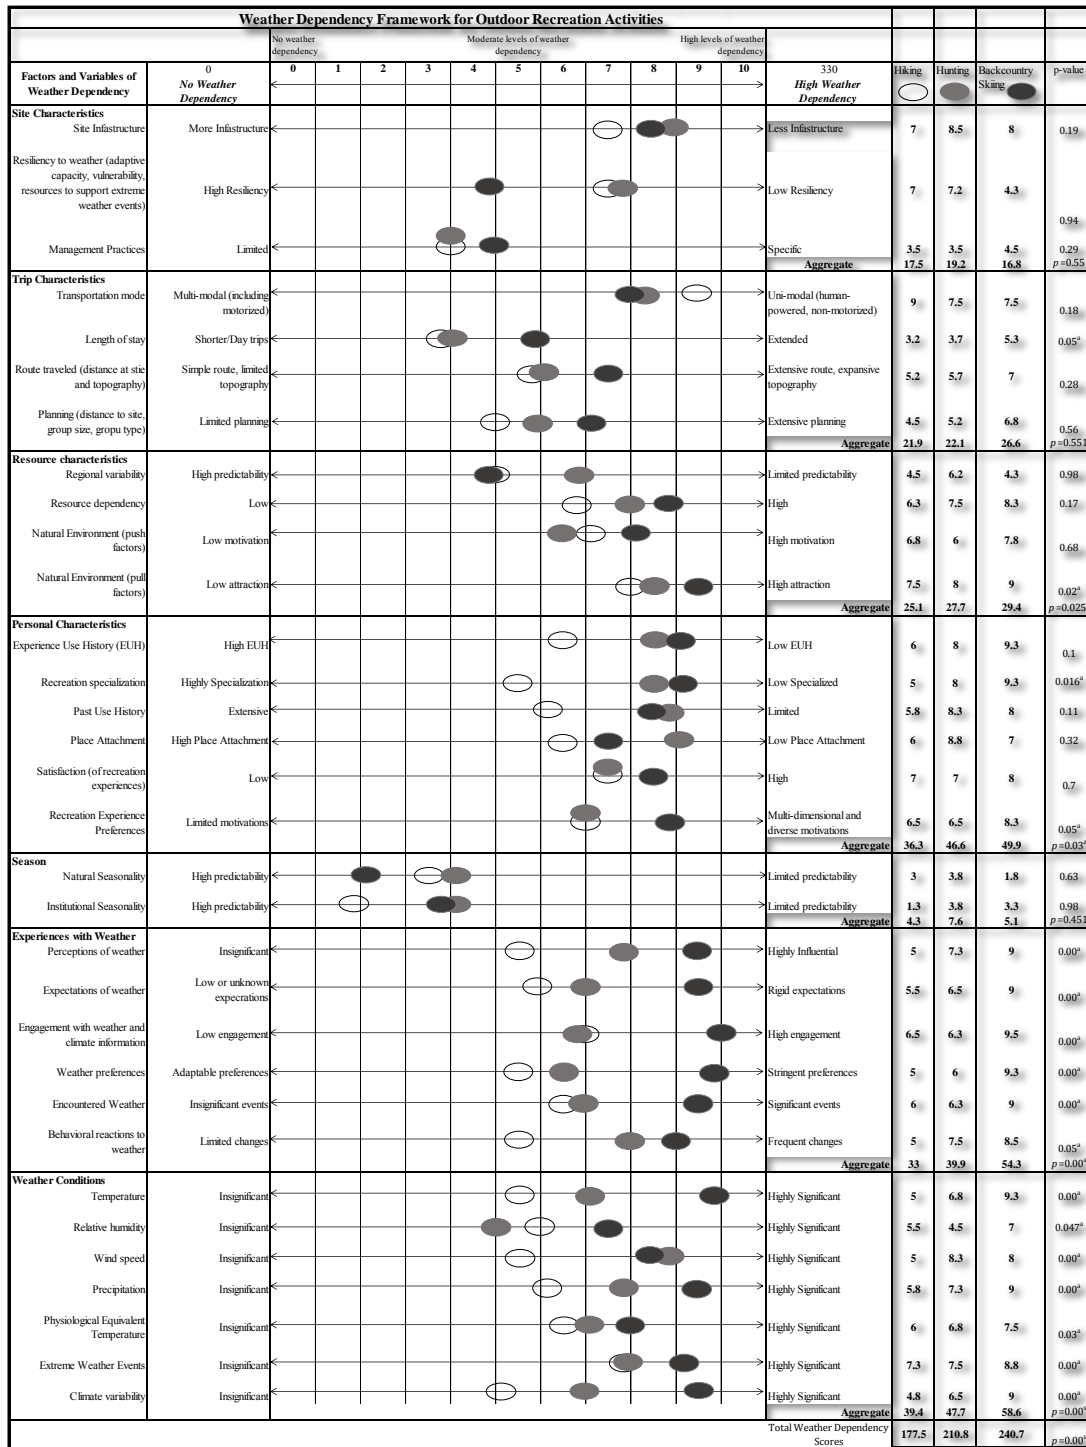 Weather Dependency Framework for Outdoor Recreation Activities
No weather dependency Moderate levels of weather dependency High levels of weather dependency
Factors and Variables of Weather Dependency 0 No Weather Dependency 0 1 2 3 4 5 6 7 8 9 10 330 High Weather Dependency Hiking Hunting Backcountry Skiing p-value
Site Characteristics
Site Infastructure More Infastructure Less Infastructure 7 8.5 8 0.19
Resiliency to weather (adaptive capacity, vulnerability, resources to support extreme weather events) High Resiliency Low Resiliency 7 7.2 4.3 0.94
Management Practices Limited Specific 3.5 3.5 4.5 0.29
Aggregate 17.5 19.2 16.8 p=0.55
Trip Characteristics
Transportation mode Multi-modal (including motorized) Uni-modal (human-powered, non-motorized) 9 7.5 7.5 0.18
Length of stay Shorter/Day trips Extended 3.2 3.7 5.3 0.05a
Route traveled (distance at stie and topography) Simple route, limited topography Extensive route, expansive topography 5.2 5.7 7 0.28
Planning (distance to site, group size, gropu type) Limited planning Extensive planning 4.5 5.2 6.8 0.56
Aggregate 21.9 22.1 26.6 p=0.551
Resource characteristics
Regional variability High predictability Limited predictability 4.5 6.2 4.3 0.98
Resource dependency Low High 6.3 7.5 8.3 0.17
Natural Environment (push factors) Low motivation High motivation 6.8 6 7.8 0.68
Natural Environment (pull factors) Low attraction High attraction 7.5 8 9 0.02a
Aggregate 25.1 27.7 29.4 p=0.025
Personal Characteristics
Experience Use History (EUH) High EUH Low EUH 6 8 9.3 0.1
Recreation specialization Highly Specialization Low Specialized 5 8 9.3 0.016a
Past Use History Extensive Limited 5.8 8.3 8 0.11
Place Attachment High Place Attachment Low Place Attachment 6 8.8 7 0.32
Satisfaction (of recreation experiences) Low High 7 7 8 0.7
Recreation Experience Preferences Limited motivations Multi-dimensional and diverse motivations 6.5 6.5 8.3 0.05a
Aggregate 36.3 46.6 49.9 p=0.03a
Season
Natural Seasonality High predictability Limited predictability 3 3.8 1.8 0.63
Institutional Seasonality High predictability Limited predictability 1.3 3.8 3.3 0.98
Aggregate 4.3 7.6 5.1 p=0.451
Experiences with Weather
Perceptions of weather Insignificant Highly Influential 5 7.3 9 0.00a
Expectations of weather Low or unknown expecrations Rigid expectations 5.5 6.5 9 0.00a
Engagement with weather and climate information Low engagement High engagement 6.5 6.3 9.5 0.00a
Weather preferences Adaptable preferences Stringent preferences 5 6 9.3 0.00a
Encountered Weather Insignificant events Significant events 6 6.3 9 0.00a
Behavioral reactions to weather Limited changes Frequent changes 5 7.5 8.5 0.05a
Aggregate 33 39.9 54.3 p=0.00a
Weather Conditions
Temperature Insignificant Highly Significant 5 6.8 9.3 0.00a
Relative humidity Insignificant Highly Significant 5.5 4.5 7 0.047a
Wind speed Insignificant Highly Significant 5 8.3 8 0.00a
Precipitation Insignificant Highly Significant 5.8 7.3 9 0.00a
Physiological Equivalent Temperature Insignificant Highly Significant 6 6.8 7.5 0.03a
Extreme Weather Events Insignificant Highly Significant 7.3 7.5 8.8 0.00a
Climate variability Insignificant Highly Significant 4.8 6.5 9 0.00a
Aggregate 39.4 47.7 58.6 p=0.00a
Total Weather Dependency Scores 177.5 210.8 240.7 p=0.00a